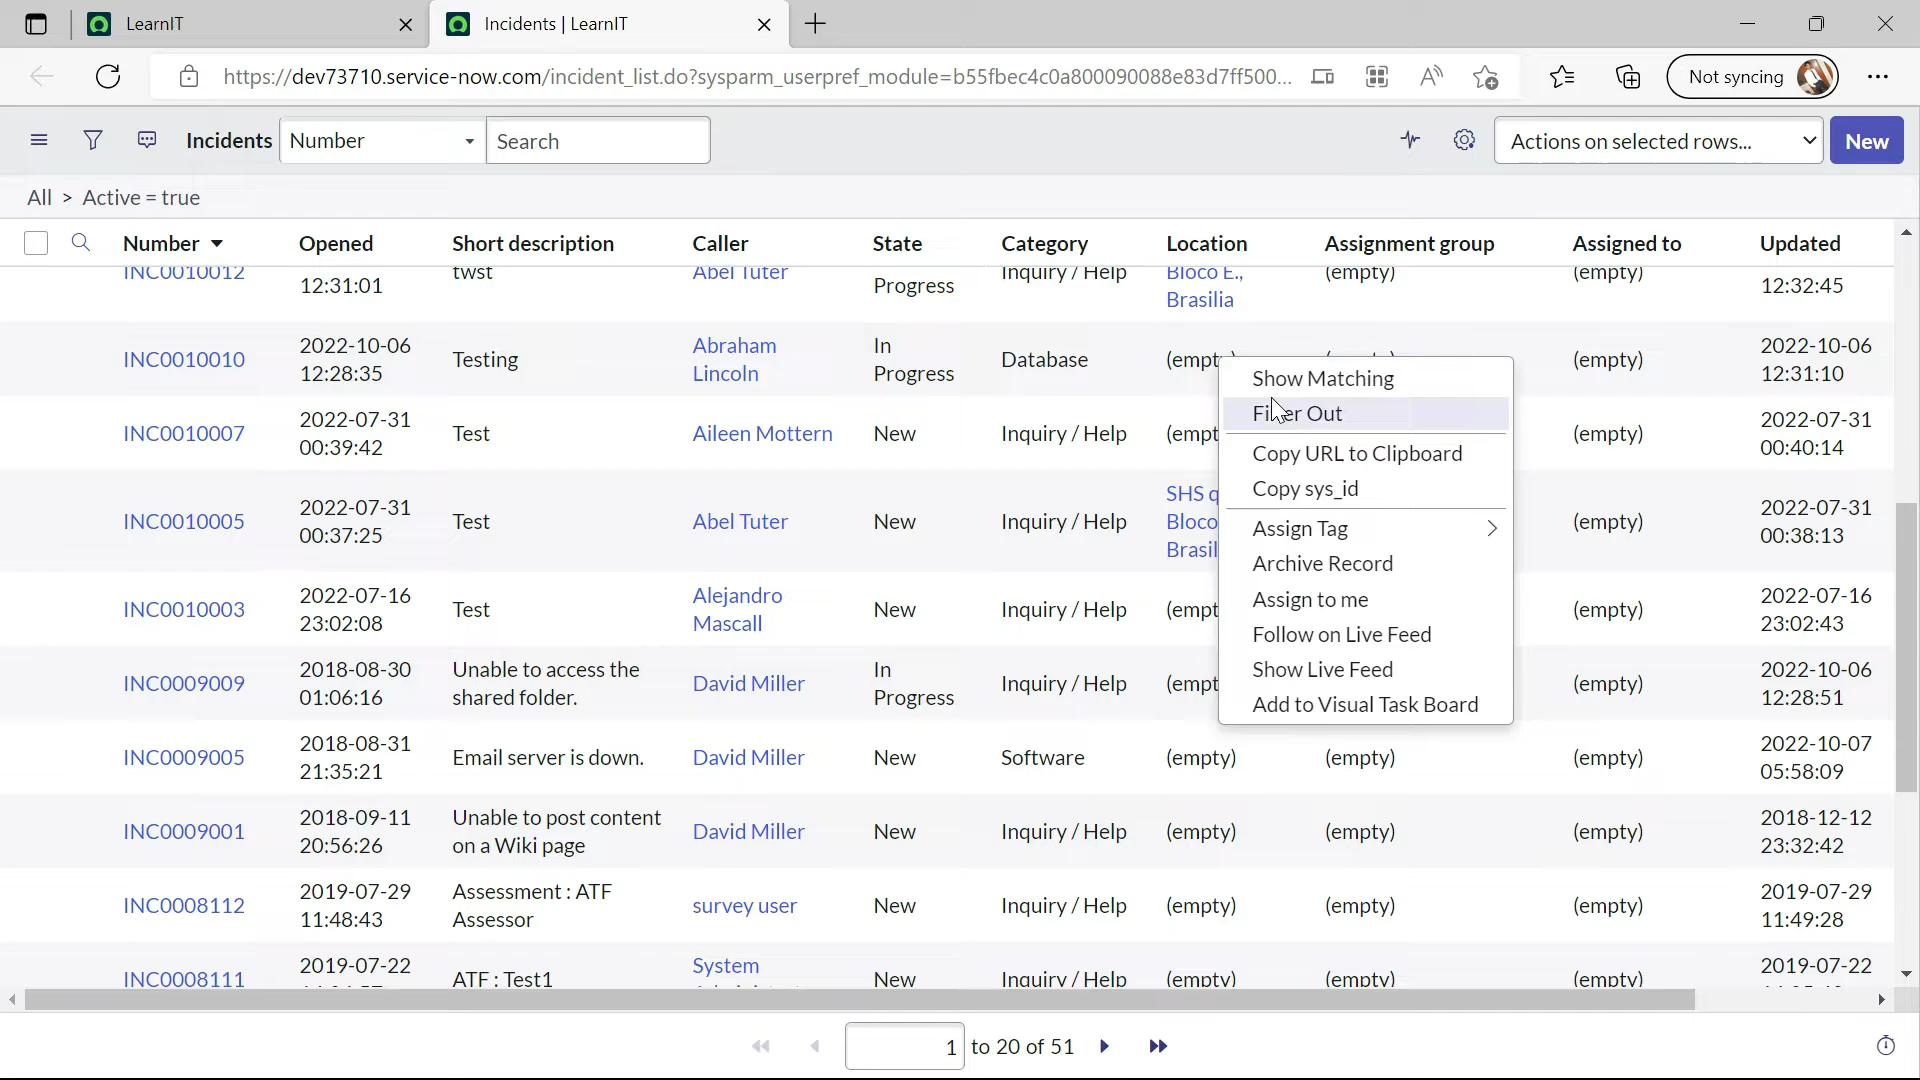 LearnIT
Incidents | LearnIT
https://dev73710.service-now.com/incident_list.do?sysparm_userpref_module=b55fbec4c0a800090088e83d7ff500...
Not syncing
Incidents
Number
Search
Actions on selected rows...
New
All > Active = true
Number Opened Short description Caller State Category Location Assignment group Assigned to Updated
INC0010012 12:31:01 twst Abel Tuter Progress Inquiry / Help Bloco E., Brasilia (empty) (empty) 12:32:45
INC0010010 2022-10-06 12:28:35 Testing Abraham Lincoln In Progress Database (empty) (empty) 2022-10-06 12:31:10
INC0010007 2022-07-31 00:39:42 Test Aileen Mottern New Inquiry / Help (empt (empty) 2022-07-31 00:40:14
INC0010005 2022-07-31 00:37:25 Test Abel Tuter New Inquiry / Help SHS q Bloco Brasil (empty) 2022-07-31 00:38:13
INC0010003 2022-07-16 23:02:08 Test Alejandro Mascall New Inquiry / Help (empt (empty) 2022-07-16 23:02:43
INC0009009 2018-08-30 01:06:16 Unable to access the shared folder. David Miller In Progress Inquiry / Help (empt (empty) 2022-10-06 12:28:51
INC0009005 2018-08-31 21:35:21 Email server is down. David Miller New Software (empty) (empty) (empty) 2022-10-07 05:58:09
INC0009001 2018-09-11 20:56:26 Unable to post content on a Wiki page David Miller New Inquiry / Help (empty) (empty) (empty) 2018-12-12 23:32:42
INC0008112 2019-07-29 11:48:43 Assessment : ATF Assessor survey user New Inquiry / Help (empty) (empty) (empty) 2019-07-29 11:49:28
INC0008111 2019-07-22 ATF : Test1 System New Inquiry / Help (empty) (empty) (empty) 2019-07-22
Show Matching
Filter Out
Copy URL to Clipboard
Copy sys_id
Assign Tag
Archive Record
Assign to me
Follow on Live Feed
Show Live Feed
Add to Visual Task Board
1 to 20 of 51